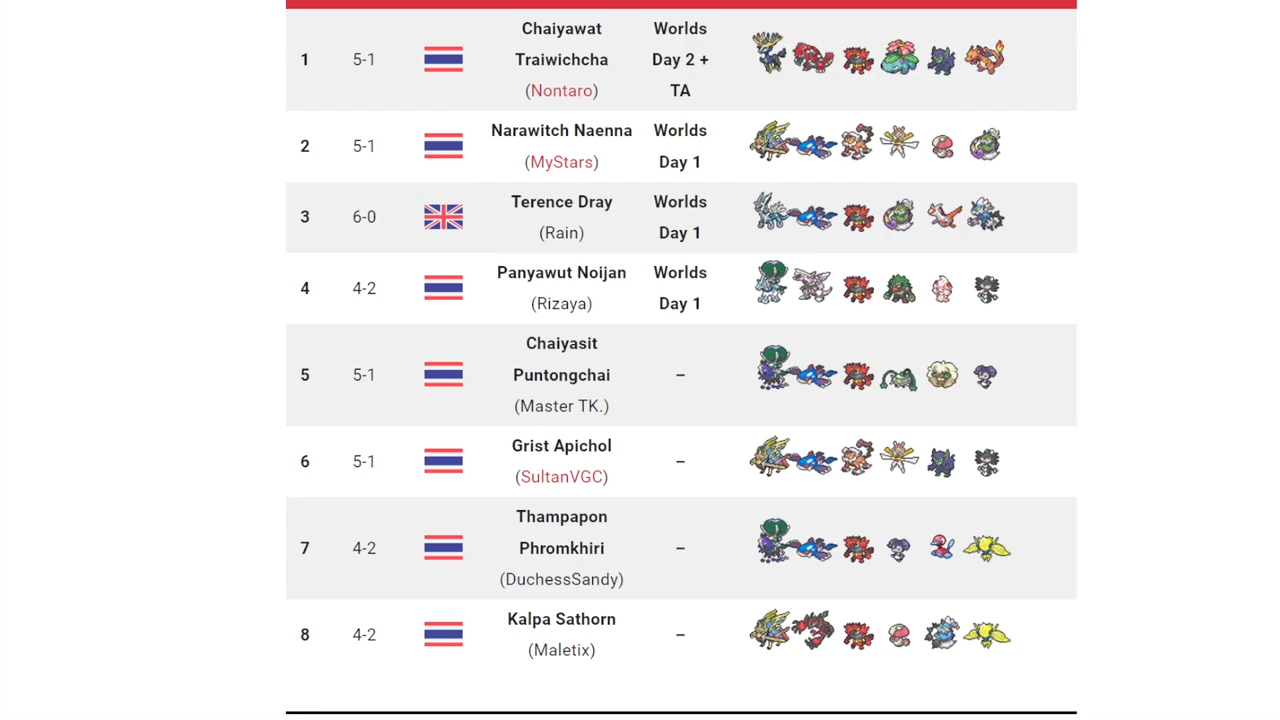 1 5-1 Chaiyawat Traiwichcha (Nontaro) Worlds Day 2 + TA
2 5-1 Narawitch Naenna (MyStars) Worlds Day 1
3 6-0 Terence Dray (Rain) Worlds Day 1
4 4-2 Panyawut Noijan (Rizaya) Worlds Day 1
5 5-1 Chaiyasit Puntongchai (Master TK.) –
6 5-1 Grist Apichol (SultanVGC) –
7 4-2 Thampapon Phromkhiri (DuchessSandy) –
8 4-2 Kalpa Sathorn (Maletix) –